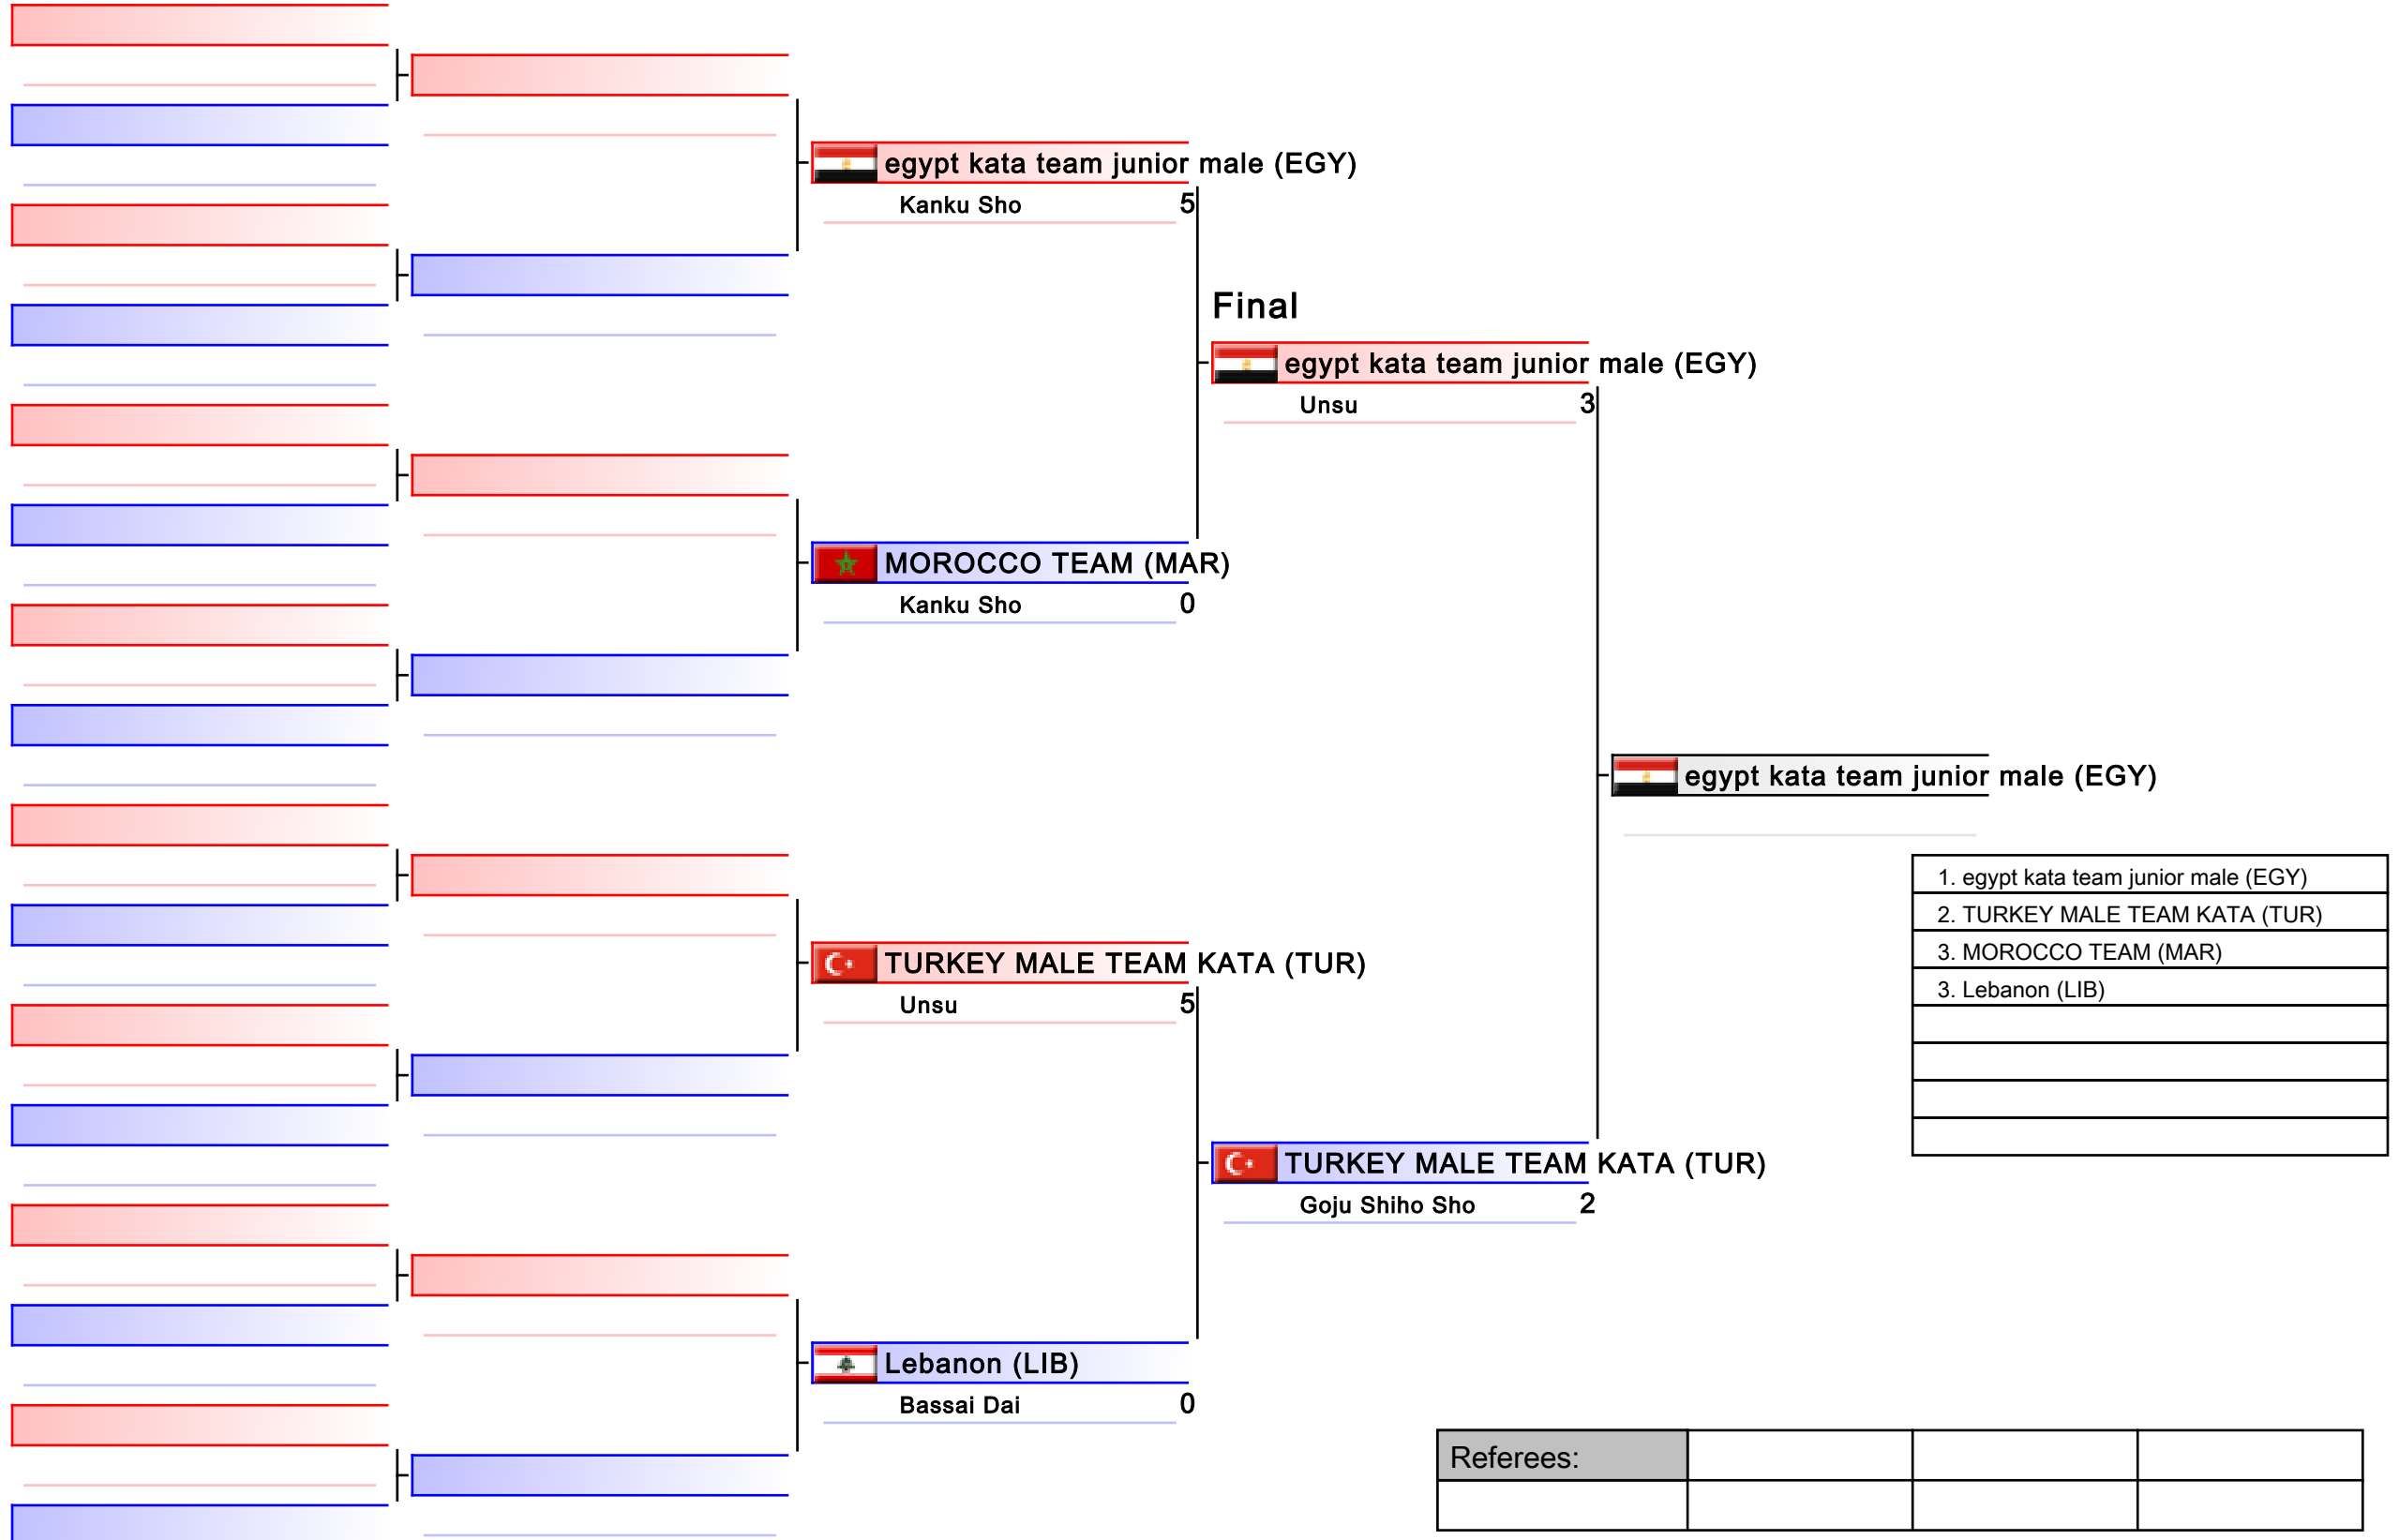 egypt kata team junior male (EGY)
Kanku Sho 5
Final
egypt kata team junior male (EGY)
Unsu 3
MOROCCO TEAM (MAR)
Kanku Sho 0
egypt kata team junior male (EGY)
1. egypt kata team junior male (EGY)
2. TURKEY MALE TEAM KATA (TUR)
3. MOROCCO TEAM (MAR)
3. Lebanon (LIB)
TURKEY MALE TEAM KATA (TUR)
Unsu 5
TURKEY MALE TEAM KATA (TUR)
Goju Shiho Sho 2
Lebanon (LIB)
Bassai Dai 0
Referees: